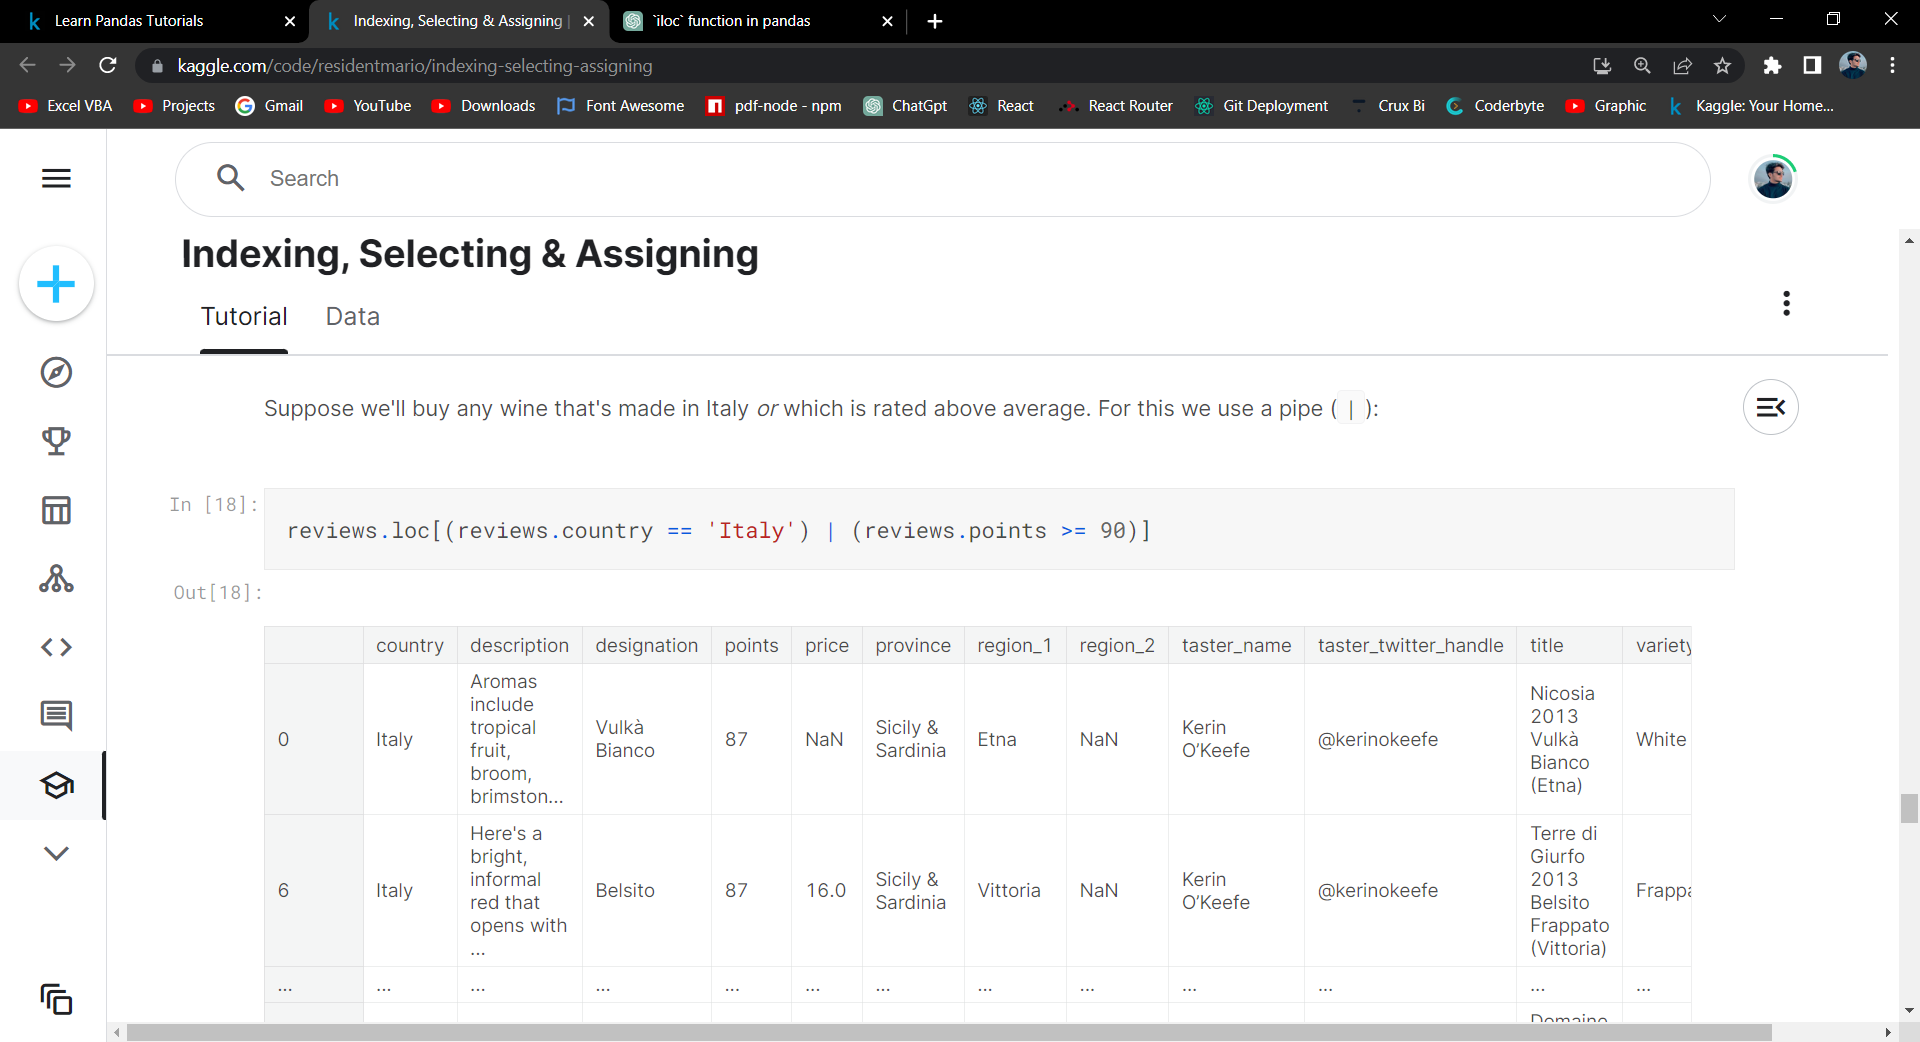 Learn Pandas Tutorials
Indexing, Selecting & Assigning |
`iloc` function in pandas
kaggle.com/code/residentmario/indexing-selecting-assigning
Excel VBA
Projects
Gmail
YouTube
Downloads
Font Awesome
pdf-node - npm
ChatGpt
React
React Router
Git Deployment
Crux Bi
Coderbyte
Graphic
Kaggle: Your Home...
Search
Indexing, Selecting & Assigning
Tutorial Data
Suppose we'll buy any wine that's made in Italy or which is rated above average. For this we use a pipe ( | ):
In [18]:
reviews.loc[(reviews.country == 'Italy') | (reviews.points >= 90)]
Out[18]:
country description designation points price province region_1 region_2 taster_name taster_twitter_handle title variety
0
Italy
Aromas
include
tropical
fruit,
broom,
brimston...
Vulkà
Bianco
87
NaN
Sicily &
Sardinia
Etna
NaN
Kerin
O’Keefe
@kerinokeefe
Nicosia
2013
Vulkà
Bianco
(Etna)
White
6
Italy
Here's a
bright,
informal
red that
opens with
...
Belsito
87
16.0
Sicily &
Sardinia
Vittoria
NaN
Kerin
O’Keefe
@kerinokeefe
Terre di
Giurfo
2013
Belsito
Frappato
(Vittoria)
Frappa
... ... ... ... ... ... ... ... ... ... ... ... ...
Domaine